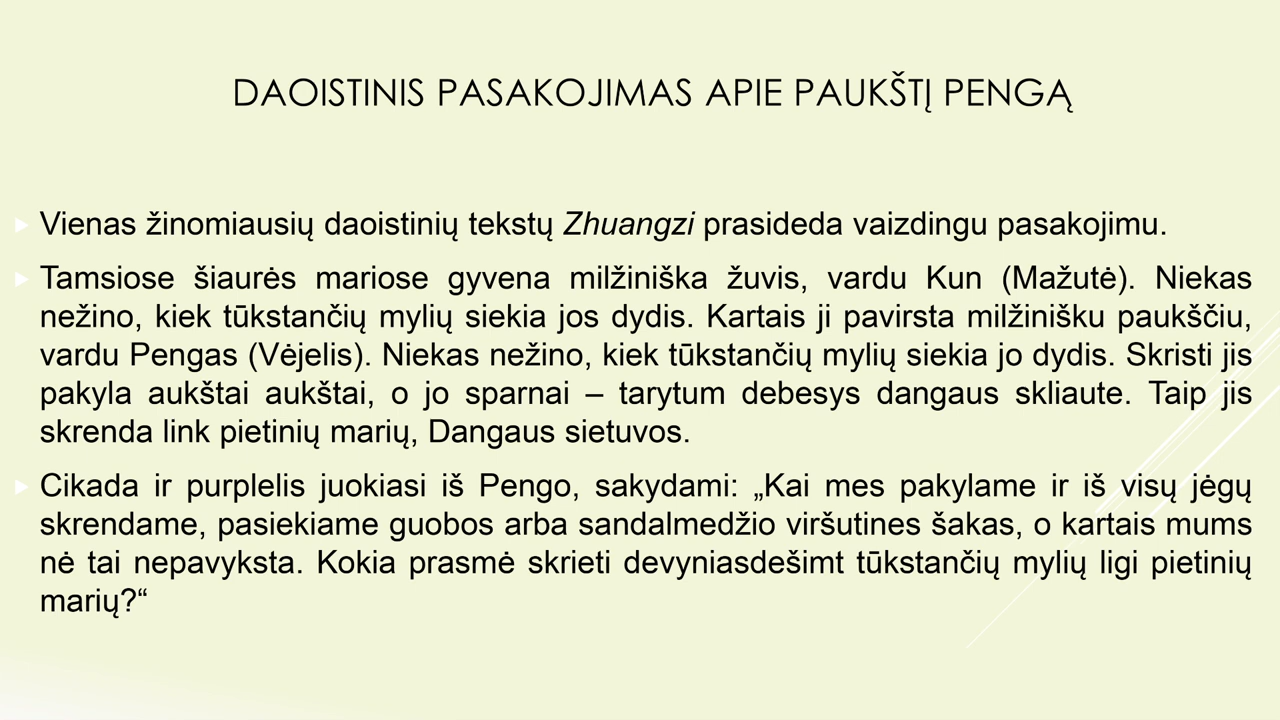 DAOISTINIS PASAKOJIMAS APIE PAUKŠTĮ PENGĄ
Vienas žinomiausių daoistinių tekstų Zhuangzi prasideda vaizdingu pasakojimu.
Tamsiose šiaurės mariose gyvena milžiniška žuvis, vardu Kun (Mažutė). Niekas
nežino, kiek tūkstančių mylių siekia jos dydis. Kartais ji pavirsta milžinišku paukščiu,
vardu Pengas (Vėjelis). Niekas nežino, kiek tūkstančių mylių siekia jo dydis. Skristi jis
pakyla aukštai aukštai, o jo sparnai – tarytum debesys dangaus skliaute. Taip jis
skrenda link pietinių marių, Dangaus sietuvos.
Cikada ir purplelis juokiasi iš Pengo, sakydami: „Kai mes pakylame ir iš visų jėgų
skrendame, pasiekiame guobos arba sandalmedžio viršutines šakas, o kartais mums
nė tai nepavyksta. Kokia prasmė skrieti devyniasdešimt tūkstančių mylių ligi pietinių
marių?“